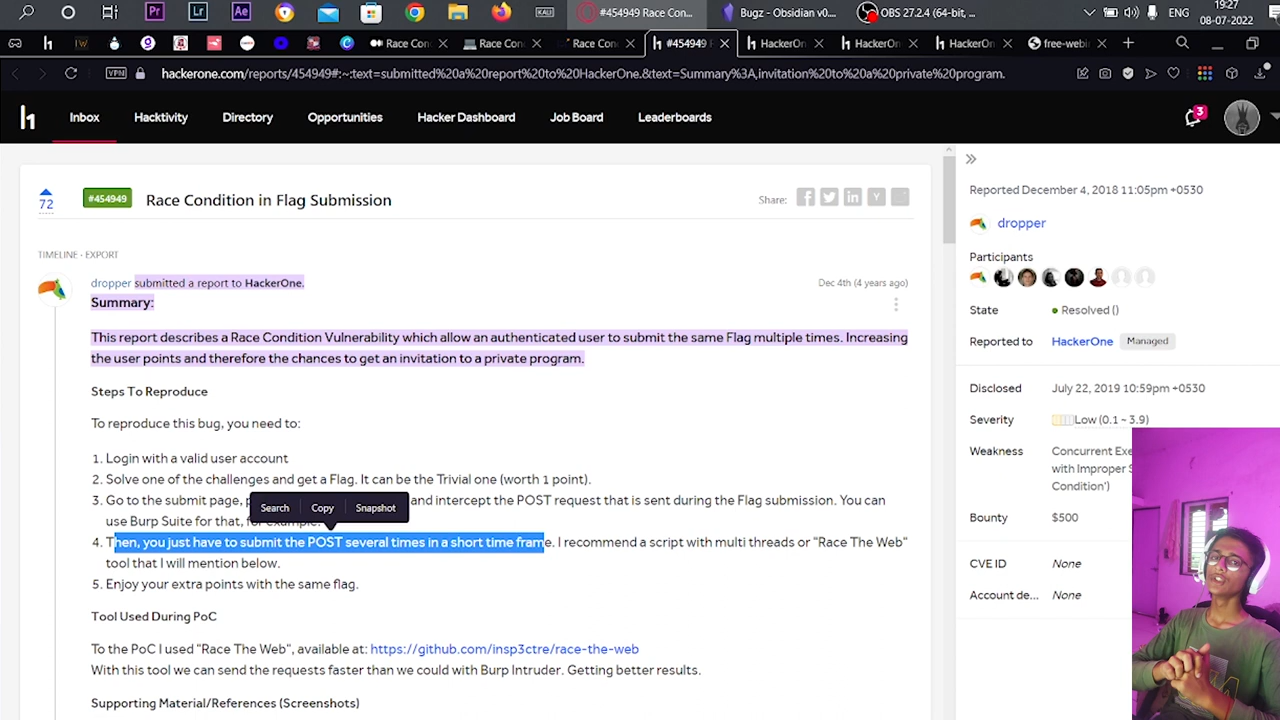 Pr
Lr
Ae
KALI
#454949 Race Con...
Bugz - Obsidian v0...
OBS 27.2.4 (64-bit, ...
ENG
19:27
08-07-2022
Race Con
Race Con
Race Con
#454949 F
HackerOn
HackerOn
HackerOn
free-webin
VPN
hackerone.com/reports/454949#:~:text=submitted%20a%20report%20to%20HackerOne.&text=Summary%3A,invitation%20to%20a%20private%20program.
Inbox
Hacktivity
Directory
Opportunities
Hacker Dashboard
Job Board
Leaderboards
3
72
#454949
Race Condition in Flag Submission
Share:
TIMELINE · EXPORT
dropper submitted a report to HackerOne.
Dec 4th (4 years ago)
Summary:
This report describes a Race Condition Vulnerability which allow an authenticated user to submit the same Flag multiple times. Increasing
the user points and therefore the chances to get an invitation to a private program.
Steps To Reproduce
To reproduce this bug, you need to:
1. Login with a valid user account
2. Solve one of the challenges and get a Flag. It can be the Trivial one (worth 1 point).
3. Go to the submit page, and intercept the POST request that is sent during the Flag submission. You can
use Burp Suite for that, for example.
Search
Copy
Snapshot
4. Then, you just have to submit the POST several times in a short time frame. I recommend a script with multi threads or "Race The Web"
tool that I will mention below.
5. Enjoy your extra points with the same flag.
Tool Used During PoC
To the PoC I used "Race The Web", available at: https://github.com/insp3ctre/race-the-web
With this tool we can send the requests faster than we could with Burp Intruder. Getting better results.
Supporting Material/References (Screenshots)
Reported December 4, 2018 11:05pm +0530
dropper
Participants
State
Resolved ()
Reported to
HackerOne
Managed
Disclosed
July 22, 2019 10:59pm +0530
Severity
Low (0.1 ~ 3.9)
Weakness
Concurrent Exe
with Improper S
Condition')
Bounty
$500
CVE ID
None
Account de...
None